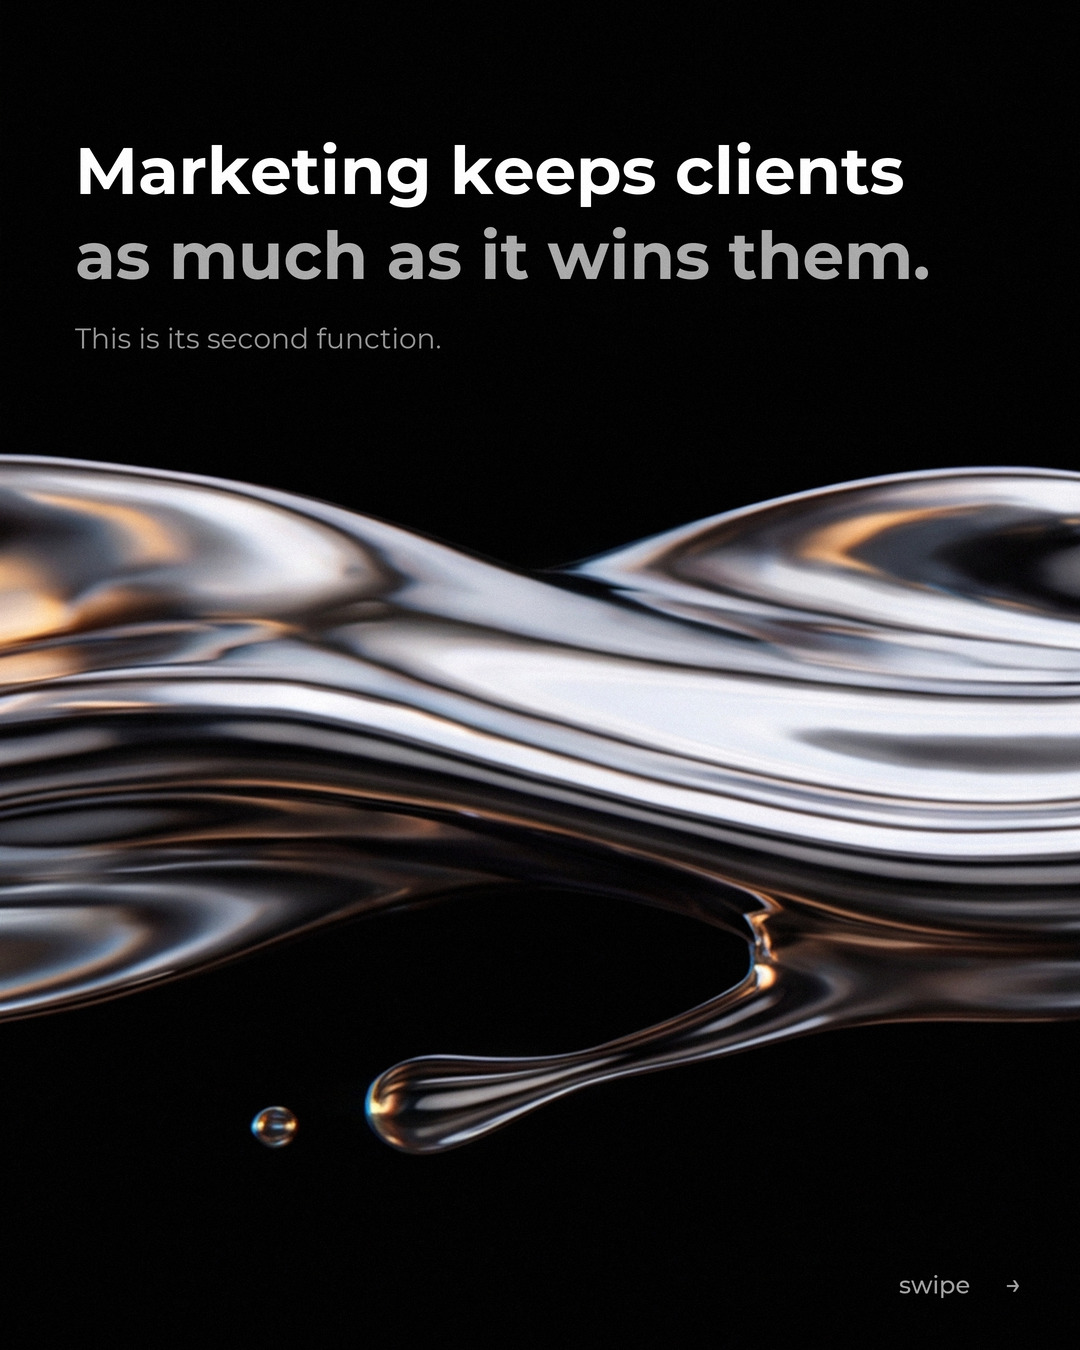 Marketing keeps clients
as much as it wins them.
This is its second function.
swipe →